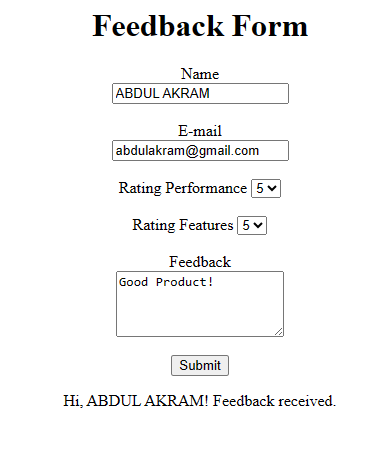 Feedback Form
Name
ABDUL AKRAM
E-mail
abdulakram@gmail.com
Rating Performance 5
Rating Features 5
Feedback
Good Product!
Submit
Hi, ABDUL AKRAM! Feedback received.